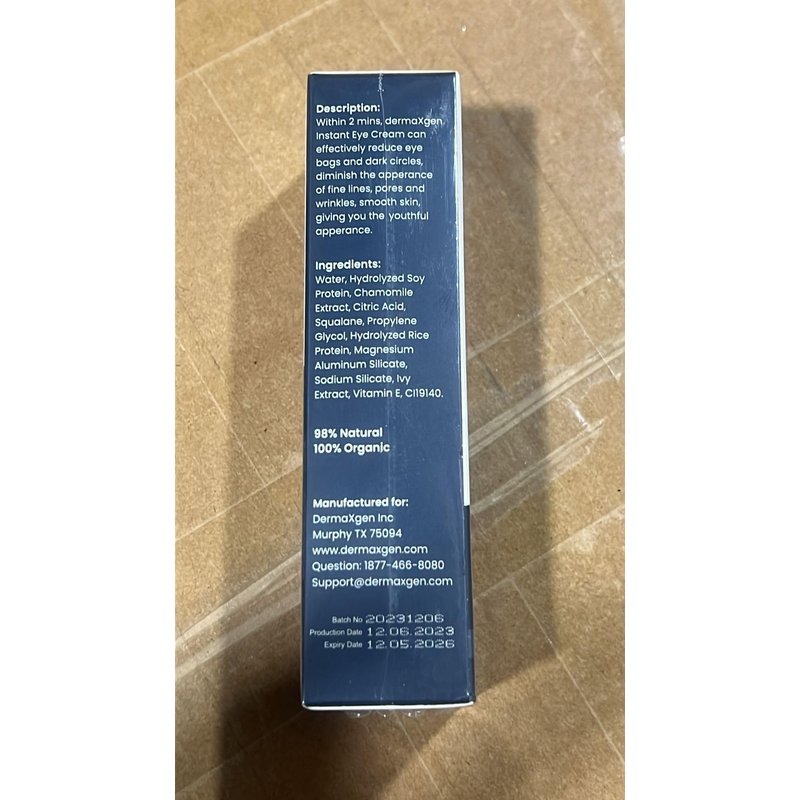 Description:
Within 2 mins, dermaXgen
Instant Eye Cream can
effectively reduce eye
bags and dark circles,
diminish the apperance
of fine lines, pores and
wrinkles, smooth skin,
giving you the youthful
apperance.
Ingredients:
Water, Hydrolyzed Soy
Protein, Chamomile
Extract, Citric Acid,
Squalane, Propylene
Glycol, Hydrolyzed Rice
Protein, Magnesium
Aluminum Silicate,
Sodium Silicate, Ivy
Extract, Vitamin E, CI19140.
98% Natural
100% Organic
Manufactured for:
DermaXgen Inc
Murphy TX 75094
www.dermaxgen.com
Question: 1877-466-8080
Support@dermaxgen.com
Batch No 20231206
Production Date 12.06.2023
Expiry Date 12.05.2026